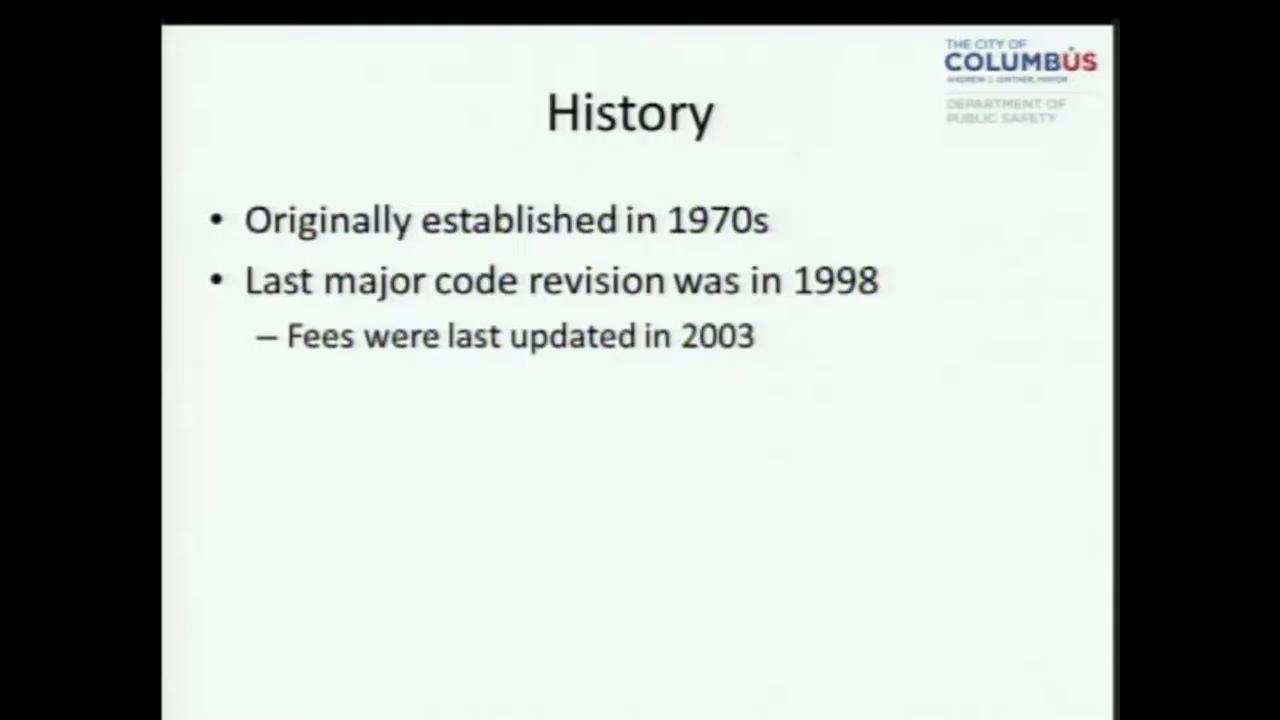 THE CITY OF
COLUMBUS
ANDREW J. GINTHER, MAYOR
DEPARTMENT OF
PUBLIC SAFETY
History
• Originally established in 1970s
• Last major code revision was in 1998
– Fees were last updated in 2003